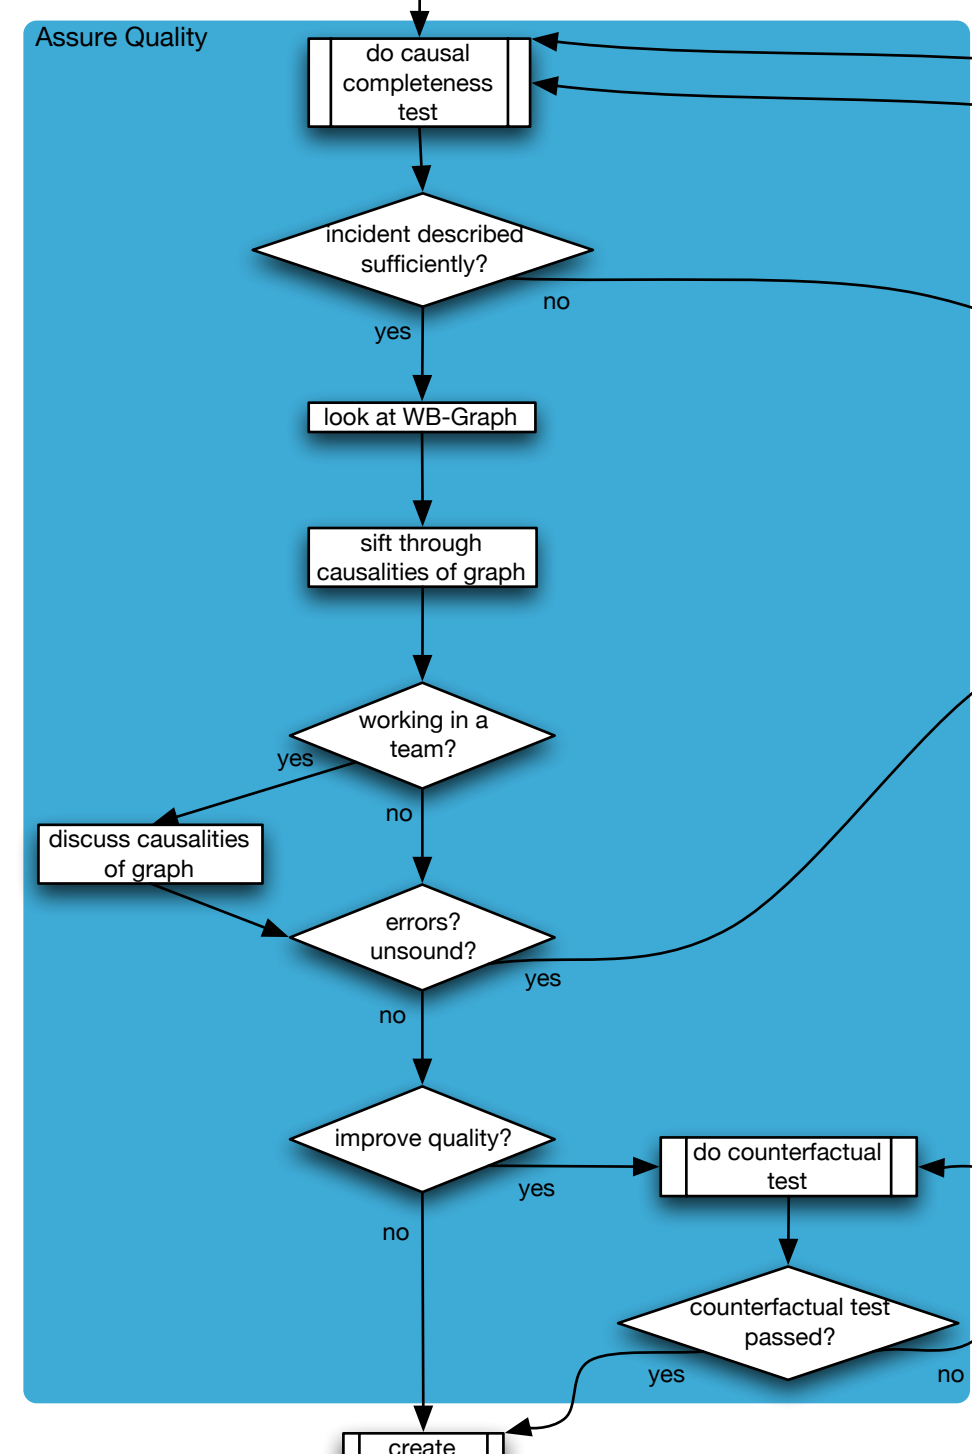 Assure Quality
do causal
completeness
test
incident described
sufficiently?
no
yes
look at WB-Graph
sift through
causalities of graph
working in a
team?
yes
no
discuss causalities
of graph
errors?
unsound?
yes
no
improve quality?
yes
no
do counterfactual
test
counterfactual test
passed?
yes
no
create